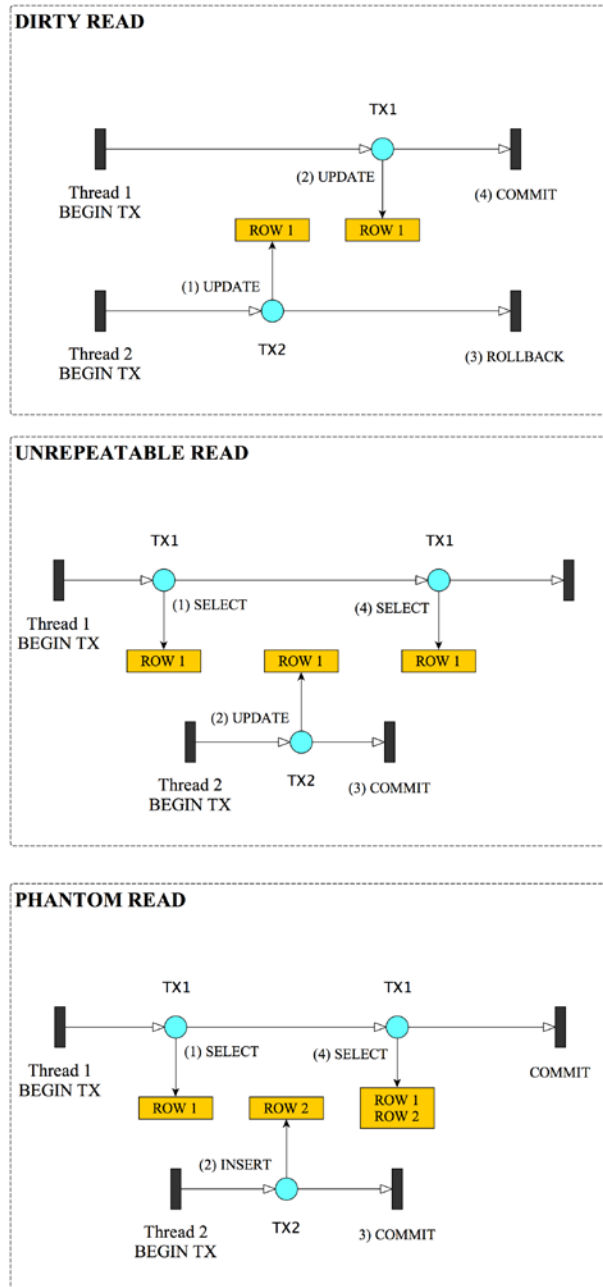 DIRTY READ
TX1
Thread 1
BEGIN TX
(2) UPDATE
(4) COMMIT
ROW 1
ROW 1
(1) UPDATE
Thread 2
BEGIN TX
TX2
(3) ROLLBACK
UNREPEATABLE READ
TX1
TX1
Thread 1
BEGIN TX
(1) SELECT
(4) SELECT
ROW 1
ROW 1
ROW 1
(2) UPDATE
Thread 2
BEGIN TX
TX2
(3) COMMIT
PHANTOM READ
TX1
TX1
Thread 1
BEGIN TX
(1) SELECT
(4) SELECT
COMMIT
ROW 1
ROW 2
ROW 1
ROW 2
(2) INSERT
Thread 2
BEGIN TX
TX2
3) COMMIT